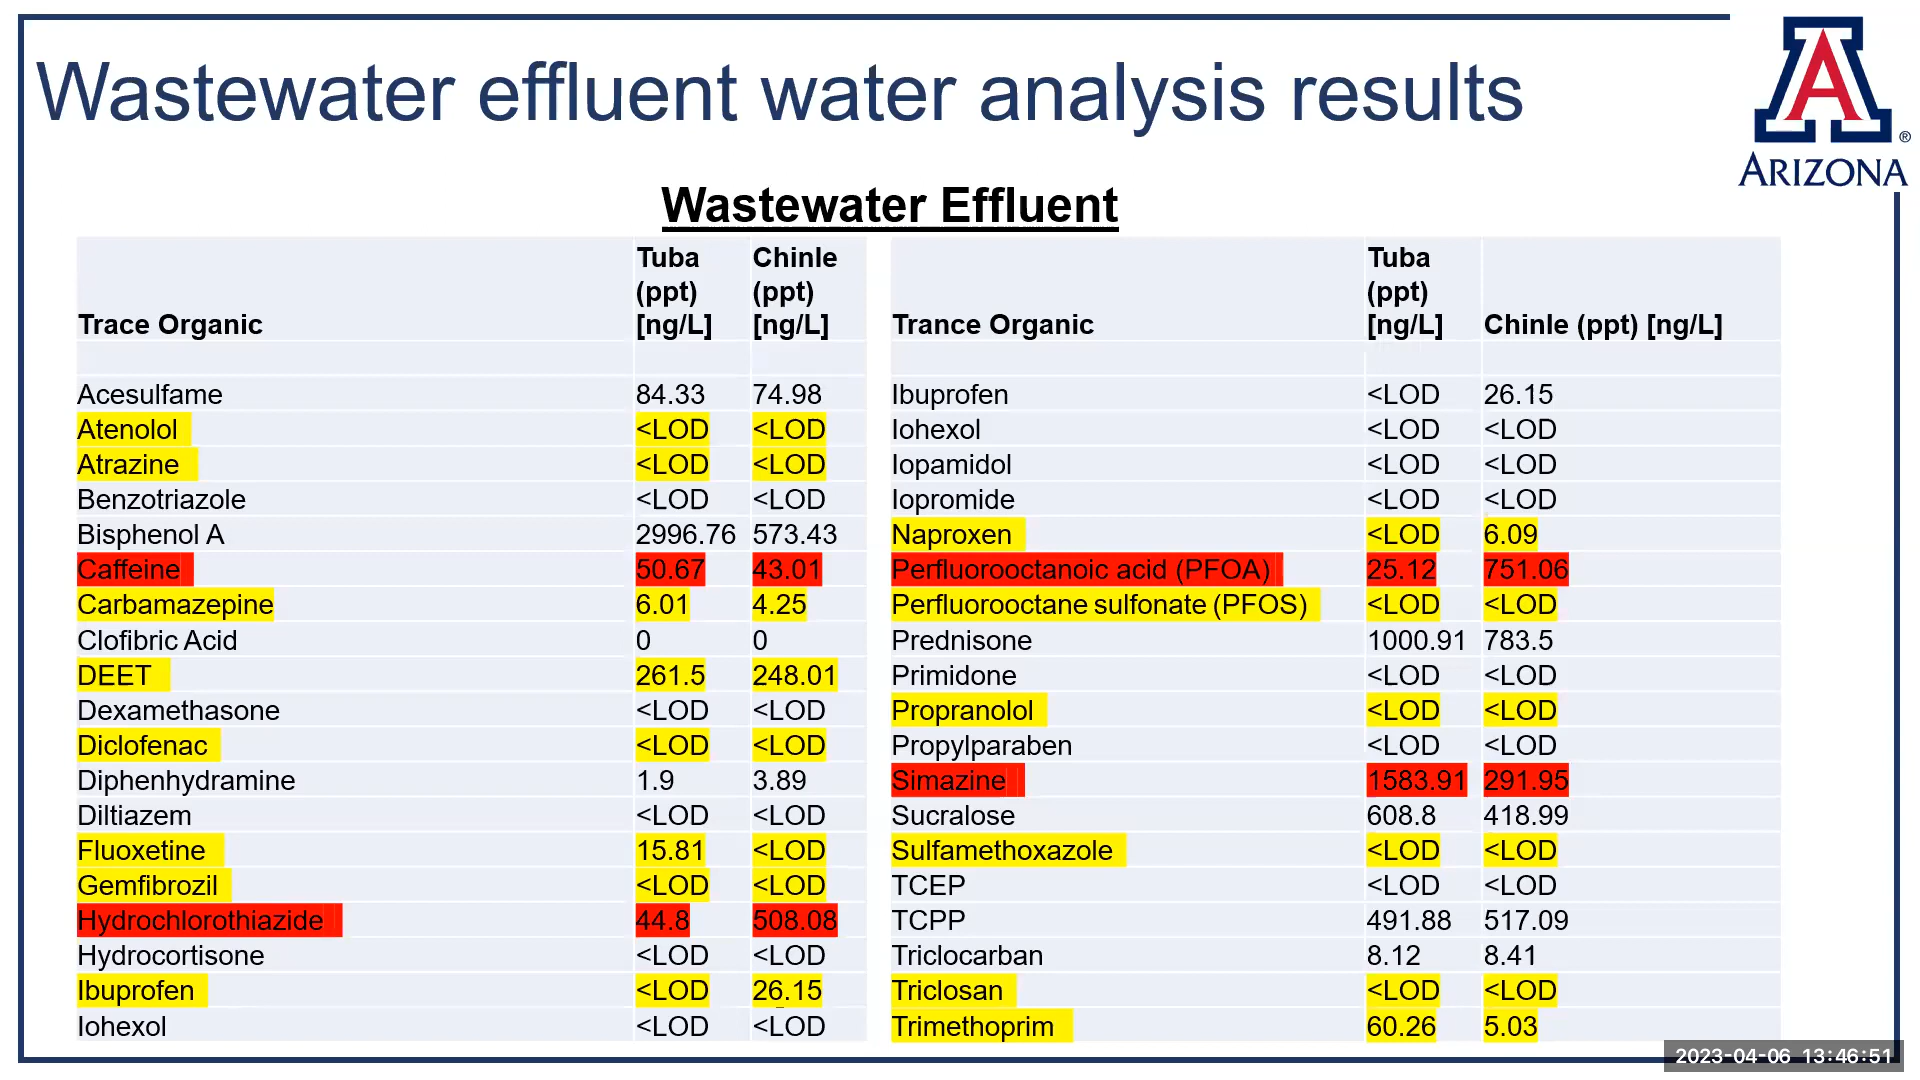 Wastewater effluent water analysis results
A
®
ARIZONA
Wastewater Effluent
Trace Organic Tuba (ppt) [ng/L] Chinle (ppt) [ng/L]
Acesulfame 84.33 74.98
Atenolol <LOD <LOD
Atrazine <LOD <LOD
Benzotriazole <LOD <LOD
Bisphenol A 2996.76 573.43
Caffeine 50.67 43.01
Carbamazepine 6.01 4.25
Clofibric Acid 0 0
DEET 261.5 248.01
Dexamethasone <LOD <LOD
Diclofenac <LOD <LOD
Diphenhydramine 1.9 3.89
Diltiazem <LOD <LOD
Fluoxetine 15.81 <LOD
Gemfibrozil <LOD <LOD
Hydrochlorothiazide 44.8 508.08
Hydrocortisone <LOD <LOD
Ibuprofen <LOD 26.15
Iohexol <LOD <LOD
Trance Organic Tuba (ppt) [ng/L] Chinle (ppt) [ng/L]
Ibuprofen <LOD 26.15
Iohexol <LOD <LOD
Iopamidol <LOD <LOD
Iopromide <LOD <LOD
Naproxen <LOD 6.09
Perfluorooctanoic acid (PFOA) 25.12 751.06
Perfluorooctane sulfonate (PFOS) <LOD <LOD
Prednisone 1000.91 783.5
Primidone <LOD <LOD
Propranolol <LOD <LOD
Propylparaben <LOD <LOD
Simazine 1583.91 291.95
Sucralose 608.8 418.99
Sulfamethoxazole <LOD <LOD
TCEP <LOD <LOD
TCPP 491.88 517.09
Triclocarban 8.12 8.41
Triclosan <LOD <LOD
Trimethoprim 60.26 5.03
2023-04-06 13:46:51